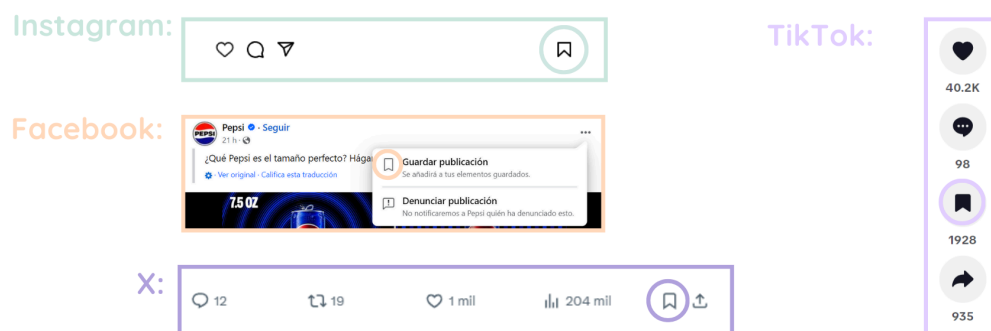 Instagram:
TikTok:
40.2K
98
1928
935
Facebook:
PEPSI
Pepsi · Seguir
21 h ·
¿Qué Pepsi es el tamaño perfecto? Hága
· Ver original · Califica esta traducción
Guardar publicación
Se añadirá a tus elementos guardados.
Denunciar publicación
No notificaremos a Pepsi quién ha denunciado esto.
7.5 OZ
X:
12
19
1 mil
204 mil